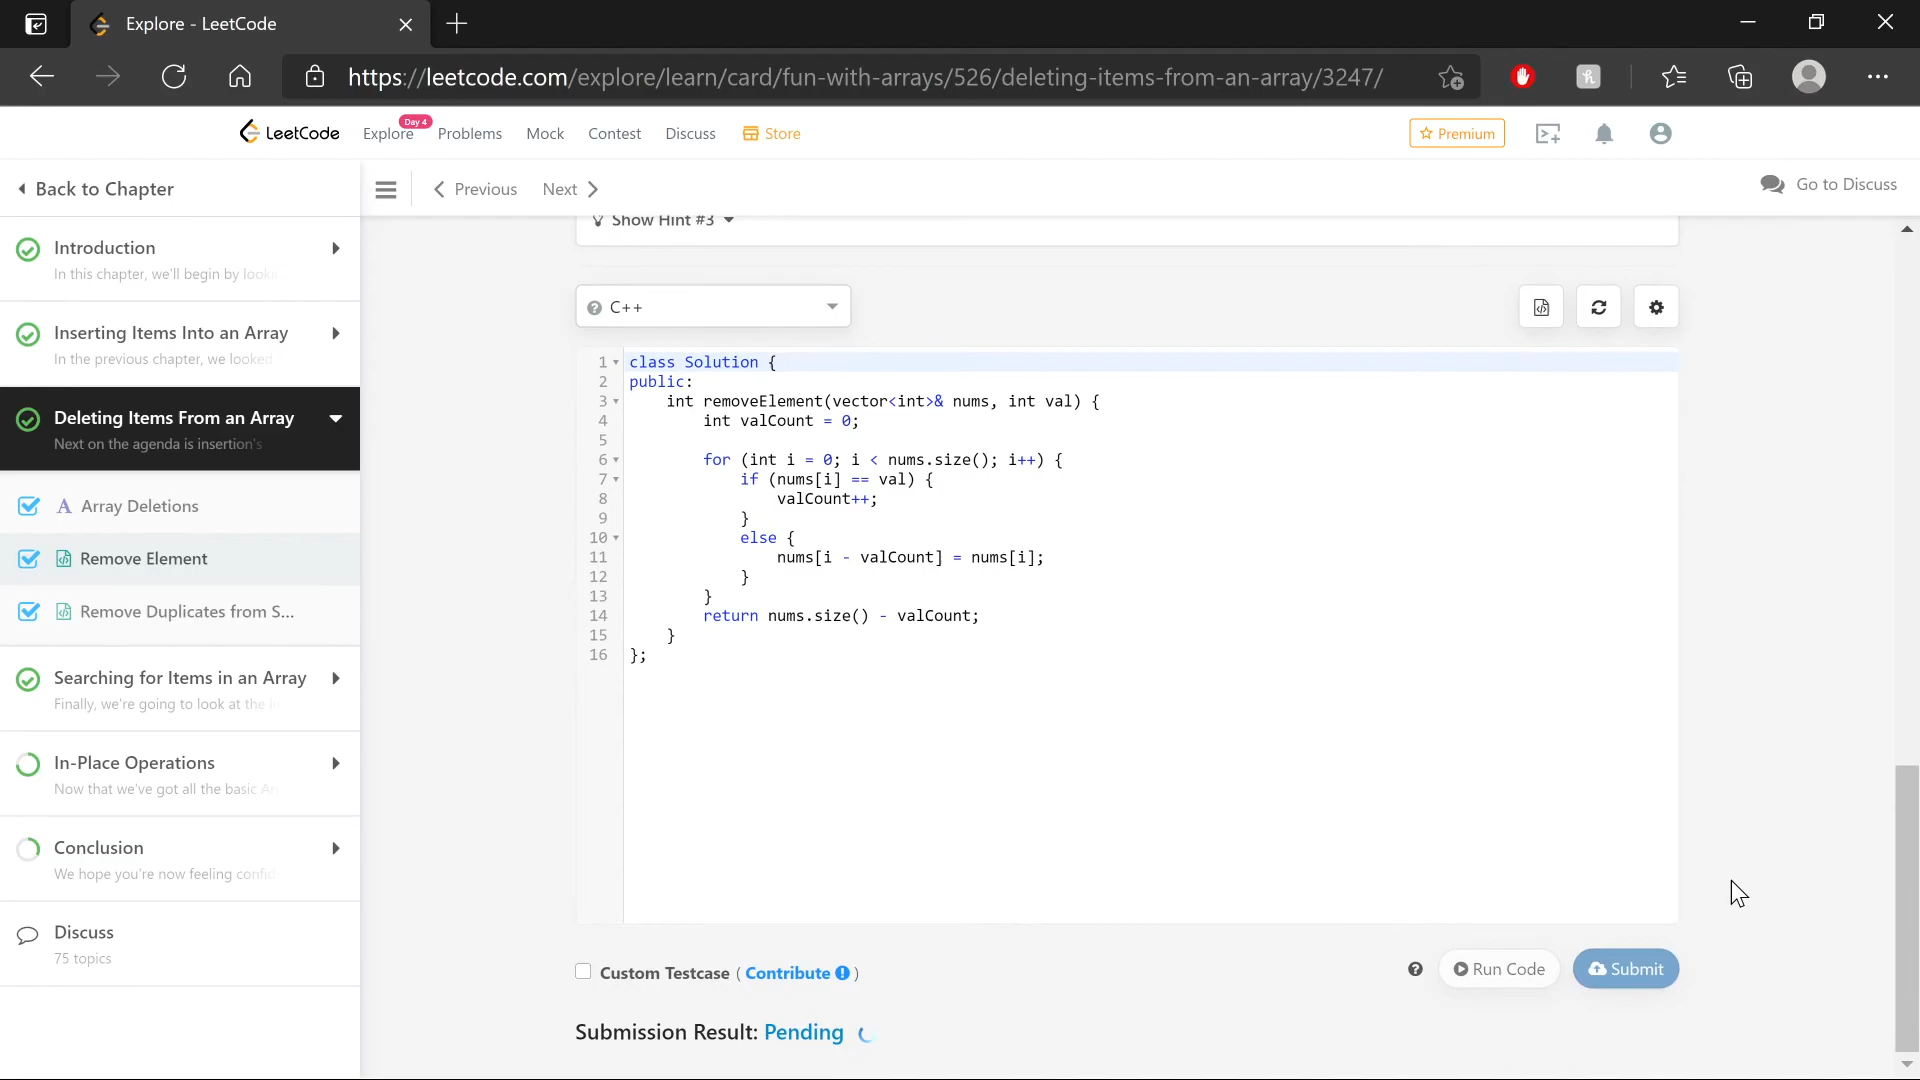 Explore - LeetCode
https://leetcode.com/explore/learn/card/fun-with-arrays/526/deleting-items-from-an-array/3247/
LeetCode Explore Day 4 Problems Mock Contest Discuss Store Premium
Back to Chapter
Previous Next
Go to Discuss
Introduction
In this chapter, we'll begin by
Inserting Items Into an Array
In the previous chapter, we looked
Deleting Items From an Array
Next on the agenda is insertion's
A Array Deletions
Remove Element
Remove Duplicates from S...
Searching for Items in an Array
Finally, we're going to look at the
In-Place Operations
Now that we've got all the basic
Conclusion
We hope you're now feeling
Discuss
75 topics
Show Hint #3
C++
1 class Solution {
2 public:
3     int removeElement(vector<int>& nums, int val) {
4         int valCount = 0;
5
6         for (int i = 0; i < nums.size(); i++) {
7             if (nums[i] == val) {
8                 valCount++;
9             }
10             else {
11                 nums[i - valCount] = nums[i];
12             }
13         }
14         return nums.size() - valCount;
15     }
16 };
Custom Testcase ( Contribute )
Run Code
Submit
Submission Result: Pending